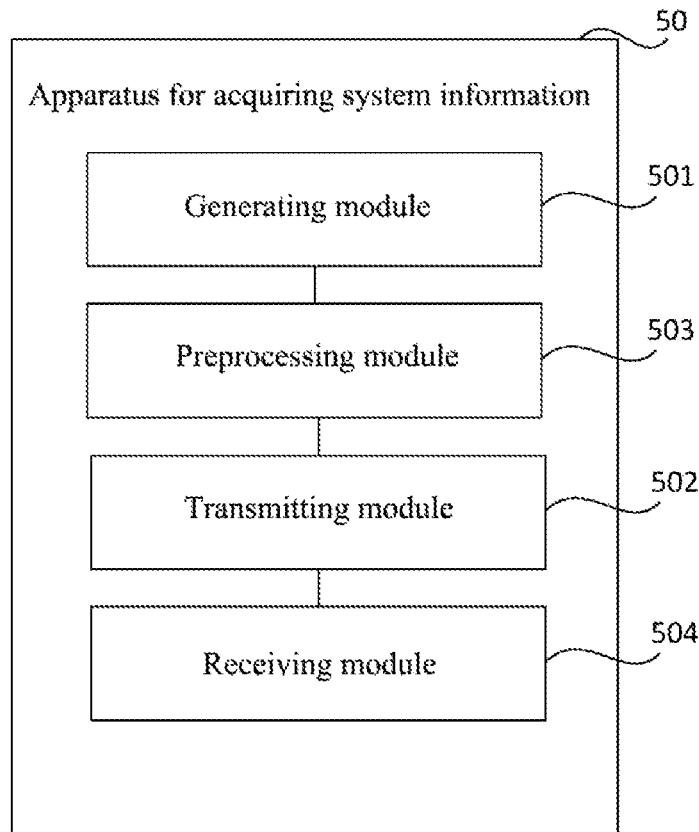 50
Apparatus for acquiring system information
Generating module
501
Preprocessing module
503
Transmitting module
502
Receiving module
504